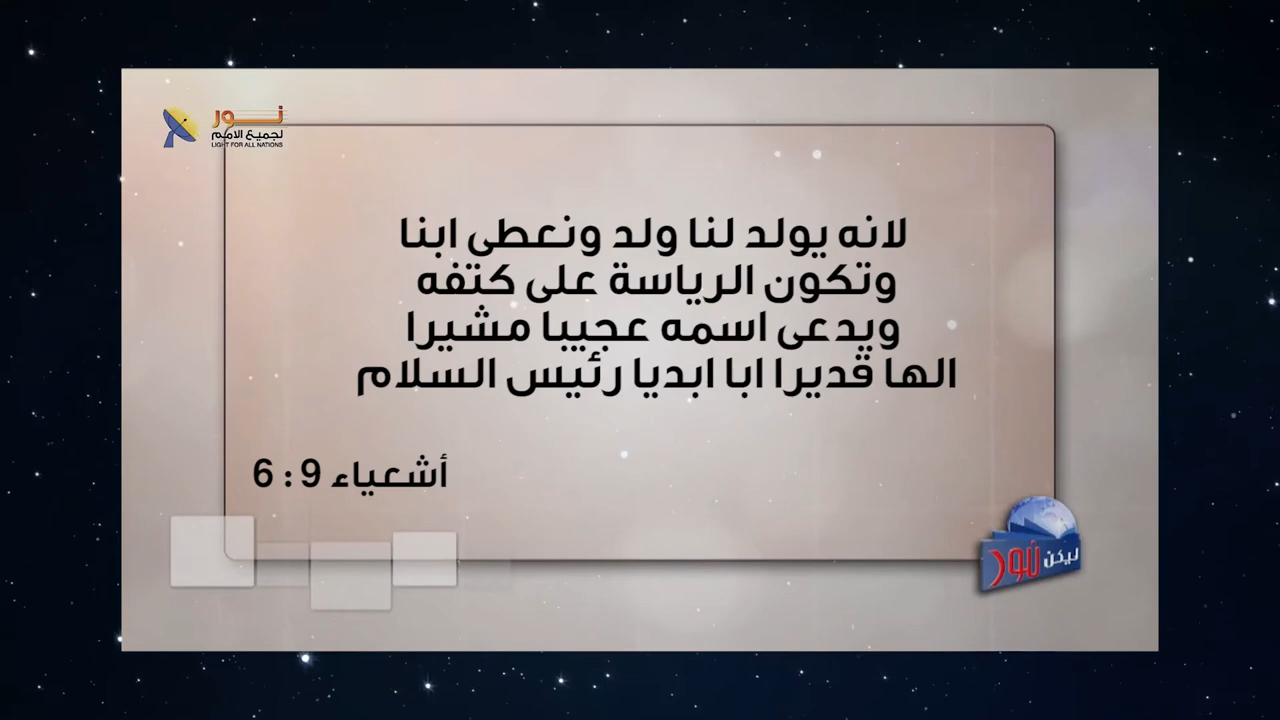 نور
لجميع الامم
LIGHT FOR ALL NATIONS
لانه يولد لنا ولد ونعطى ابنا
وتكون الرياسة على كتفه
ويدعى اسمه عجيبا مشيرا
الها قديرا ابا ابديا رئيس السلام
أشعياء 9 : 6
ليكن نور